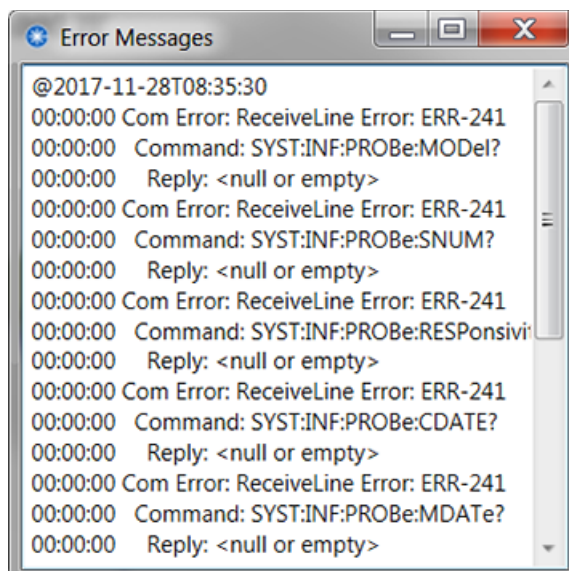 Error Messages
@2017-11-28T08:35:30
00:00:00 Com Error: ReceiveLine Error: ERR-241
00:00:00 Command: SYST:INF:PROBe:MODel?
00:00:00 Reply: <null or empty>
00:00:00 Com Error: ReceiveLine Error: ERR-241
00:00:00 Command: SYST:INF:PROBe:SNUM?
00:00:00 Reply: <null or empty>
00:00:00 Com Error: ReceiveLine Error: ERR-241
00:00:00 Command: SYST:INF:PROBe:RESPonsivit
00:00:00 Reply: <null or empty>
00:00:00 Com Error: ReceiveLine Error: ERR-241
00:00:00 Command: SYST:INF:PROBe:CDATE?
00:00:00 Reply: <null or empty>
00:00:00 Com Error: ReceiveLine Error: ERR-241
00:00:00 Command: SYST:INF:PROBe:MDATe?
00:00:00 Reply: <null or empty>